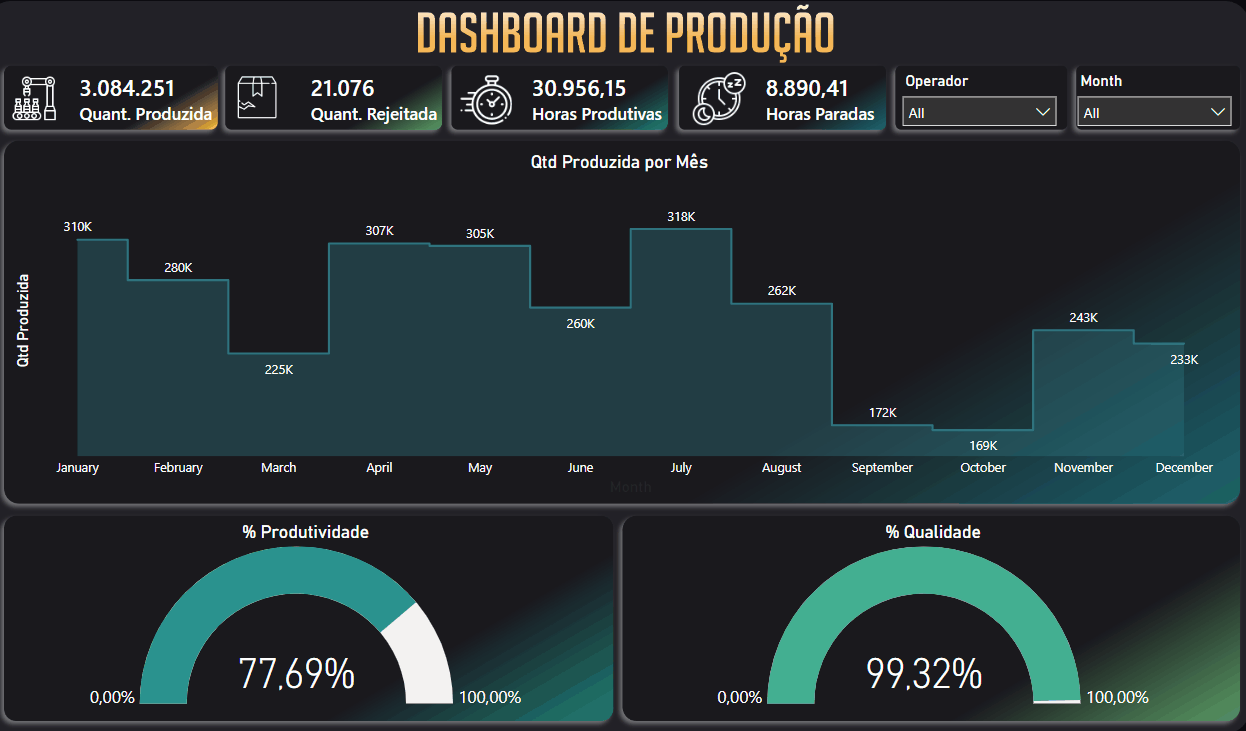 DASHBOARD DE PRODUÇÃO
3.084.251
Quant. Produzida
21.076
Quant. Rejeitada
30.956,15
Horas Produtivas
8.890,41
Horas Paradas
Operador
All
Month
All
Qtd Produzida por Mês
Qtd Produzida
310K
280K
225K
307K
305K
260K
318K
262K
172K
169K
243K
233K
January February March April May June July August September October November December
Month
% Produtividade
77,69%
0,00% 100,00%
% Qualidade
99,32%
0,00% 100,00%